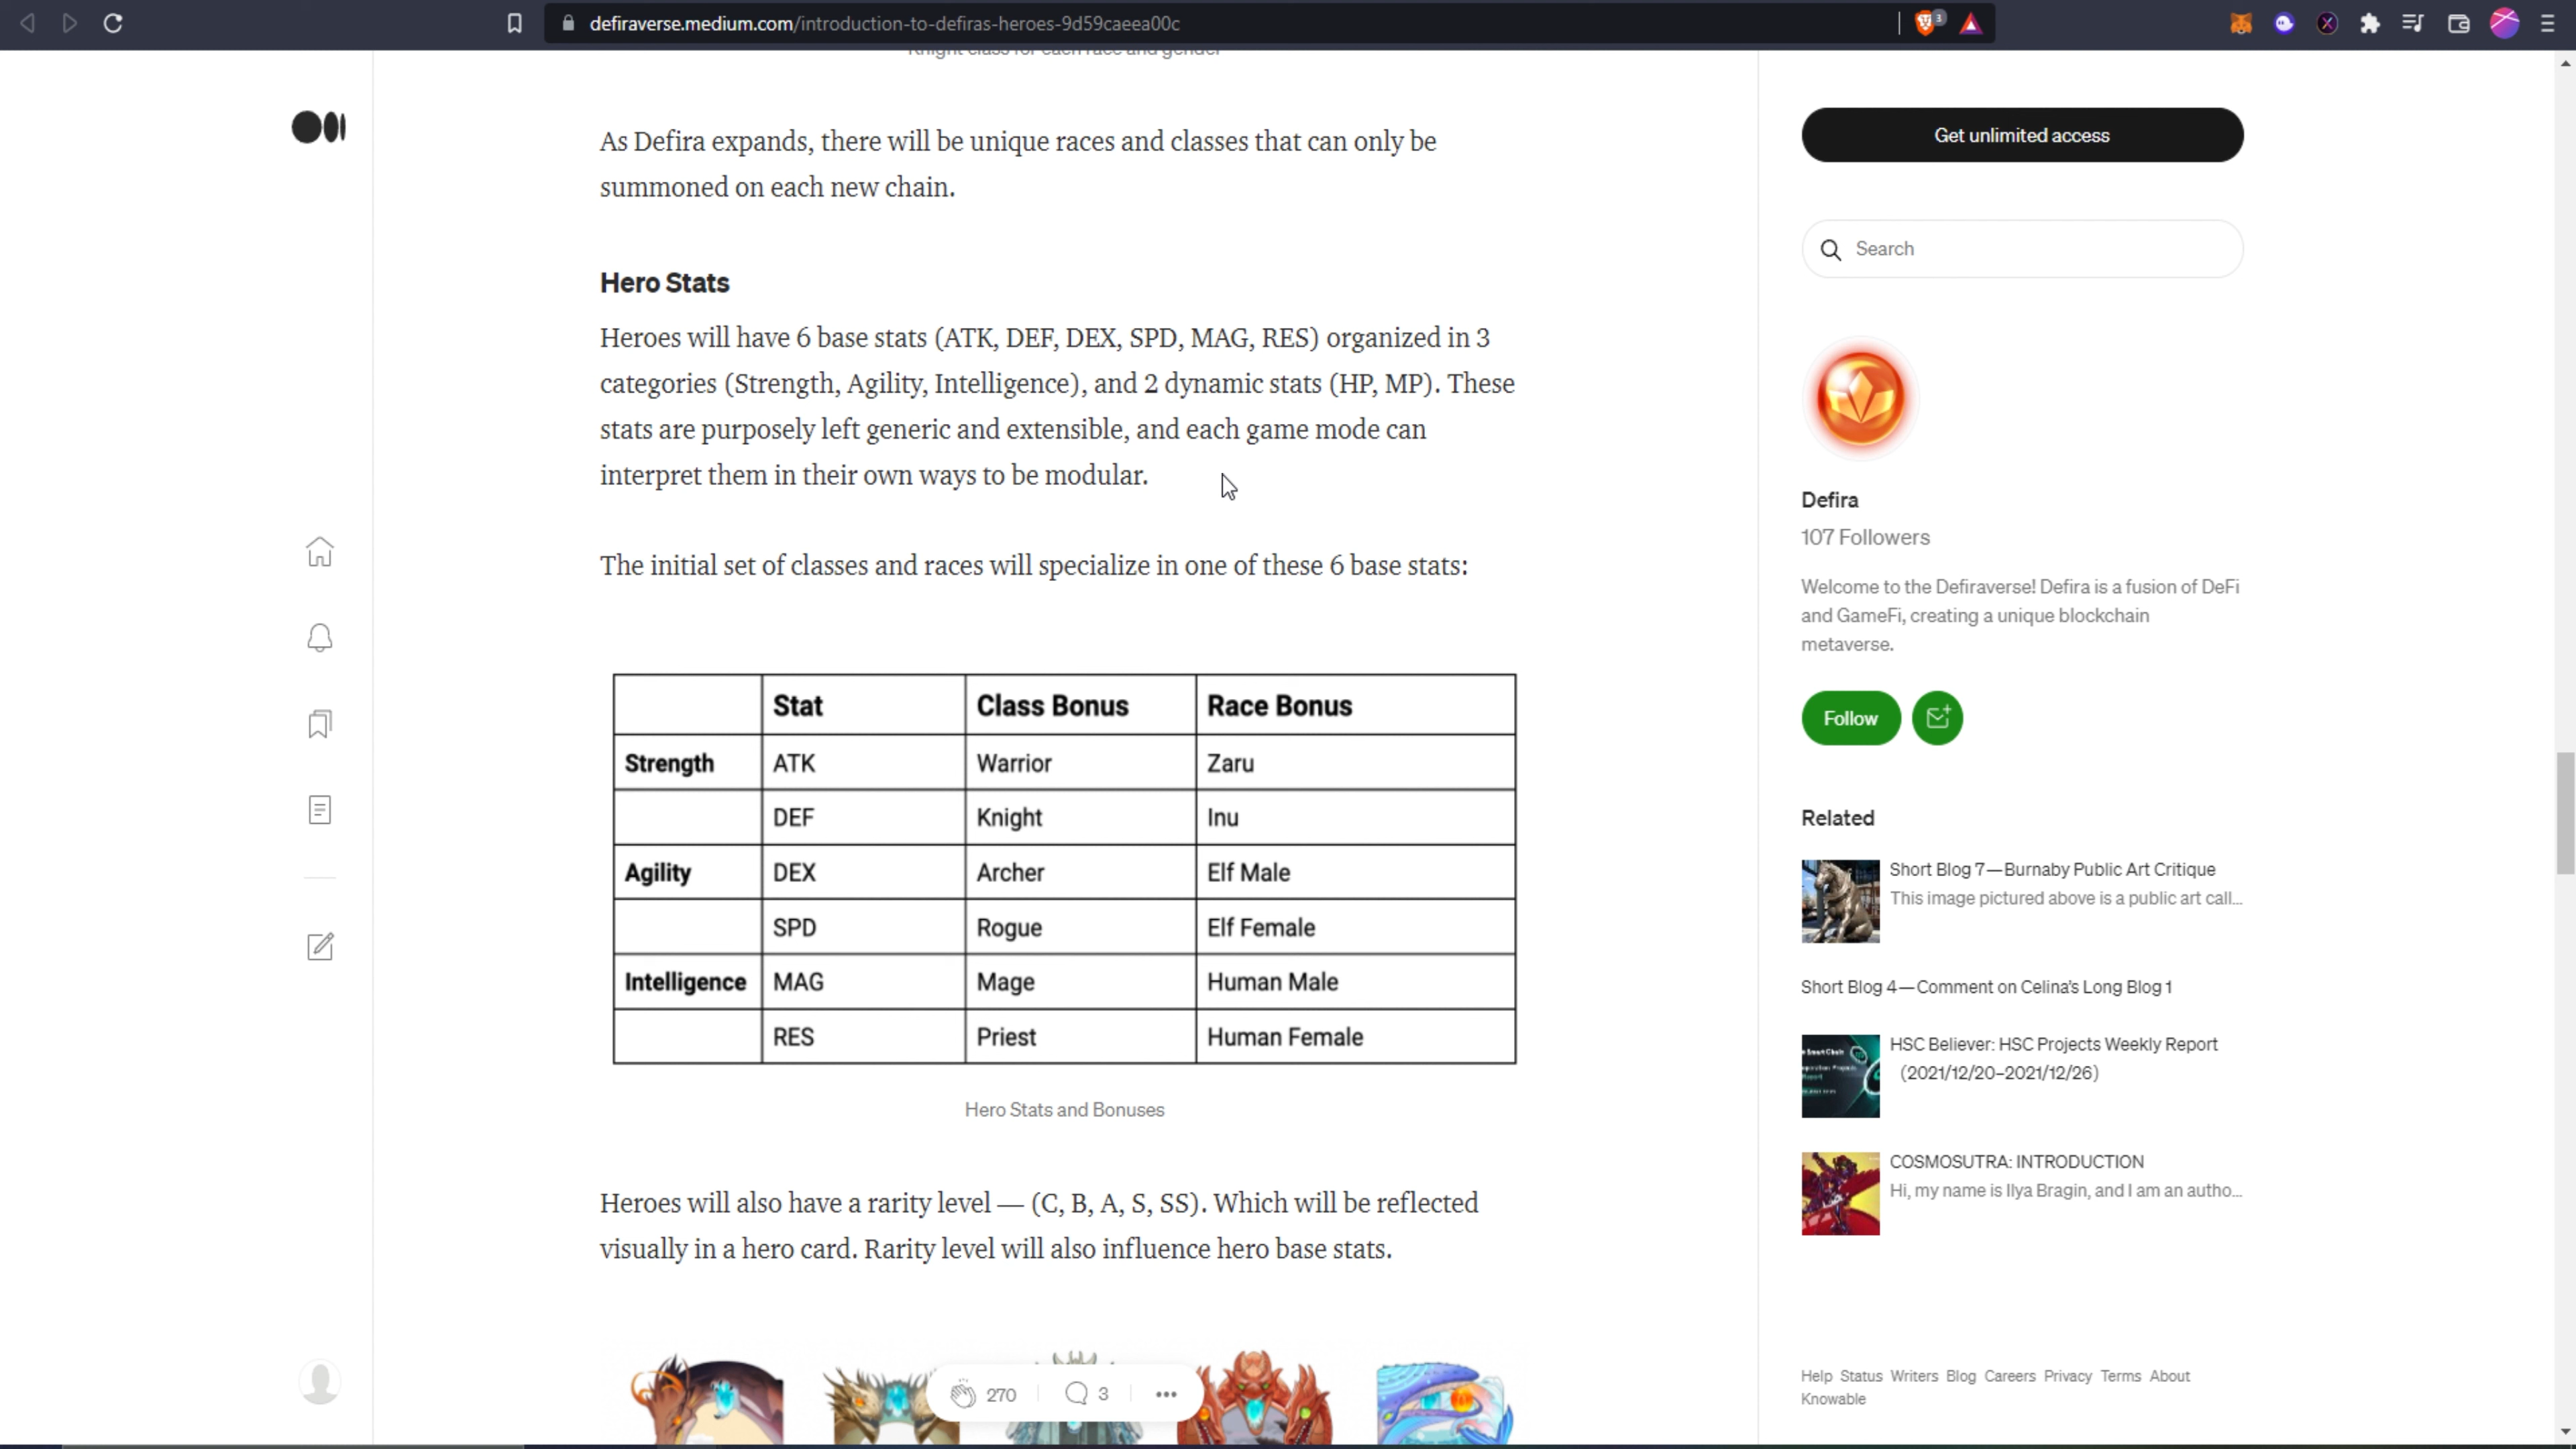 defiraverse.medium.com/introduction-to-defiras-heroes-9d59caeea00c
3
Knight class for each race and gender
As Defira expands, there will be unique races and classes that can only be
summoned on each new chain.
Hero Stats
Heroes will have 6 base stats (ATK, DEF, DEX, SPD, MAG, RES) organized in 3
categories (Strength, Agility, Intelligence), and 2 dynamic stats (HP, MP). These
stats are purposely left generic and extensible, and each game mode can
interpret them in their own ways to be modular.
The initial set of classes and races will specialize in one of these 6 base stats:
Stat Class Bonus Race Bonus
Strength ATK Warrior Zaru
DEF Knight Inu
Agility DEX Archer Elf Male
SPD Rogue Elf Female
Intelligence MAG Mage Human Male
RES Priest Human Female
Hero Stats and Bonuses
Heroes will also have a rarity level — (C, B, A, S, SS). Which will be reflected
visually in a hero card. Rarity level will also influence hero base stats.
270 3
Get unlimited access
Search
Defira
107 Followers
Welcome to the Defiraverse! Defira is a fusion of DeFi
and GameFi, creating a unique blockchain
metaverse.
Follow
Related
Short Blog 7—Burnaby Public Art Critique
This image pictured above is a public art call...
Short Blog 4—Comment on Celina's Long Blog 1
HSC Believer: HSC Projects Weekly Report
(2021/12/20–2021/12/26)
COSMOSUTRA: INTRODUCTION
Hi, my name is Ilya Bragin, and I am an autho...
Help Status Writers Blog Careers Privacy Terms About
Knowable